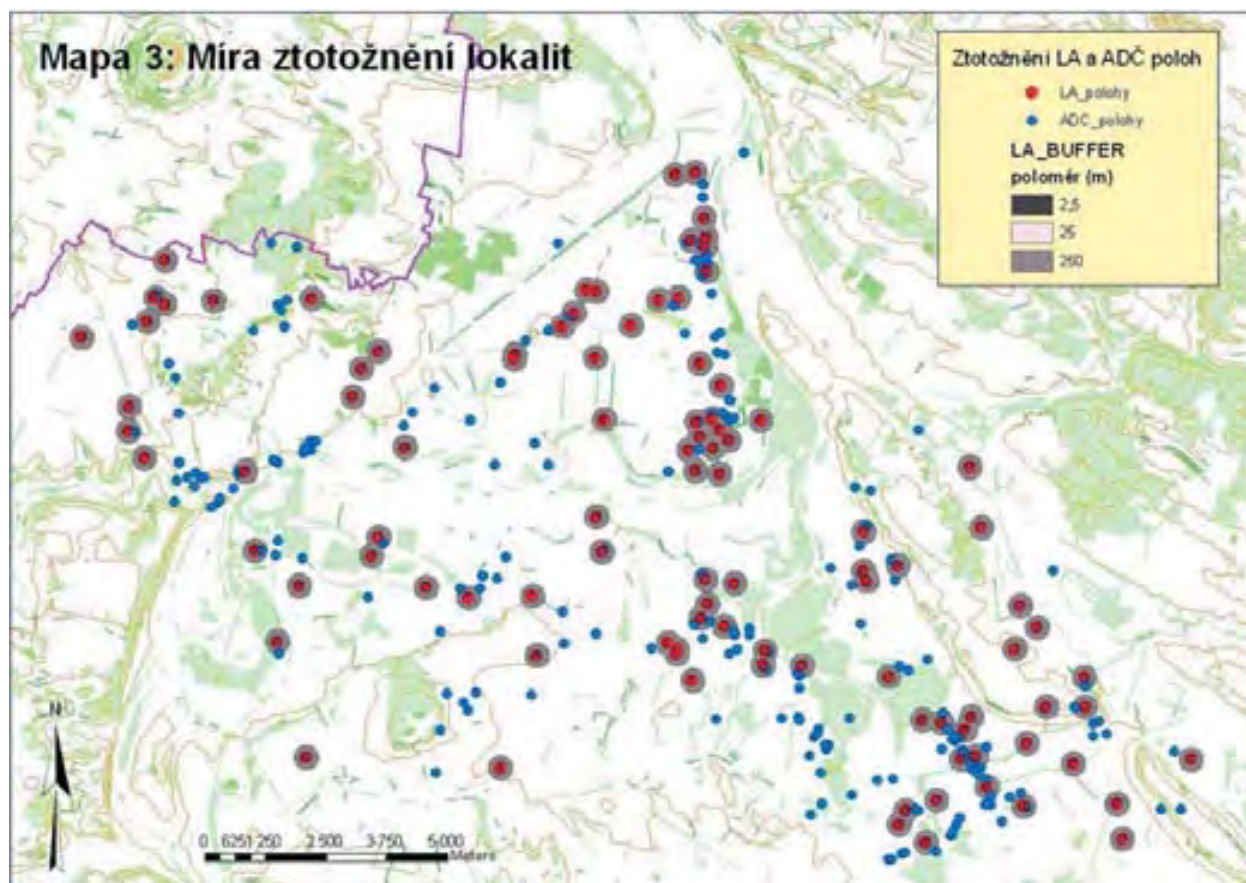 Mapa 3: Míra ztotožnění lokalit
Ztotožnění LA a ADČ poloh
LA_polohy
ADC_polohy
LA_BUFFER
poloměr (m)
2,5
25
250
N
0 625 1 250 2 500 3 750 5 000
Meters